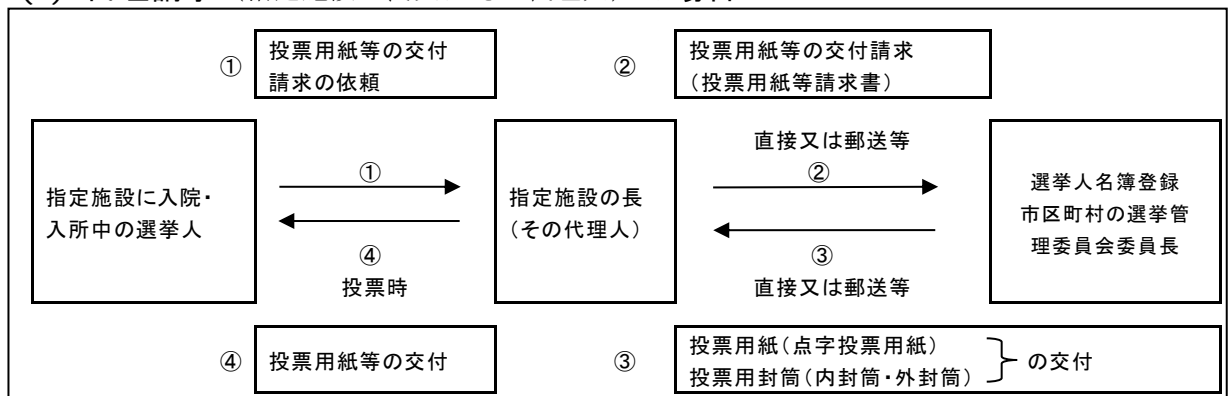 ① 投票用紙等の交付
請求の依頼
② 投票用紙等の交付請求
（投票用紙等請求書）
指定施設に入院・
入所中の選挙人
①
④
投票時
指定施設の長
（その代理人）
直接又は郵送等
②
③
直接又は郵送等
選挙人名簿登録
市区町村の選挙管
理委員会委員長
④ 投票用紙等の交付
③ 投票用紙（点字投票用紙）
投票用封筒（内封筒・外封筒）
の交付